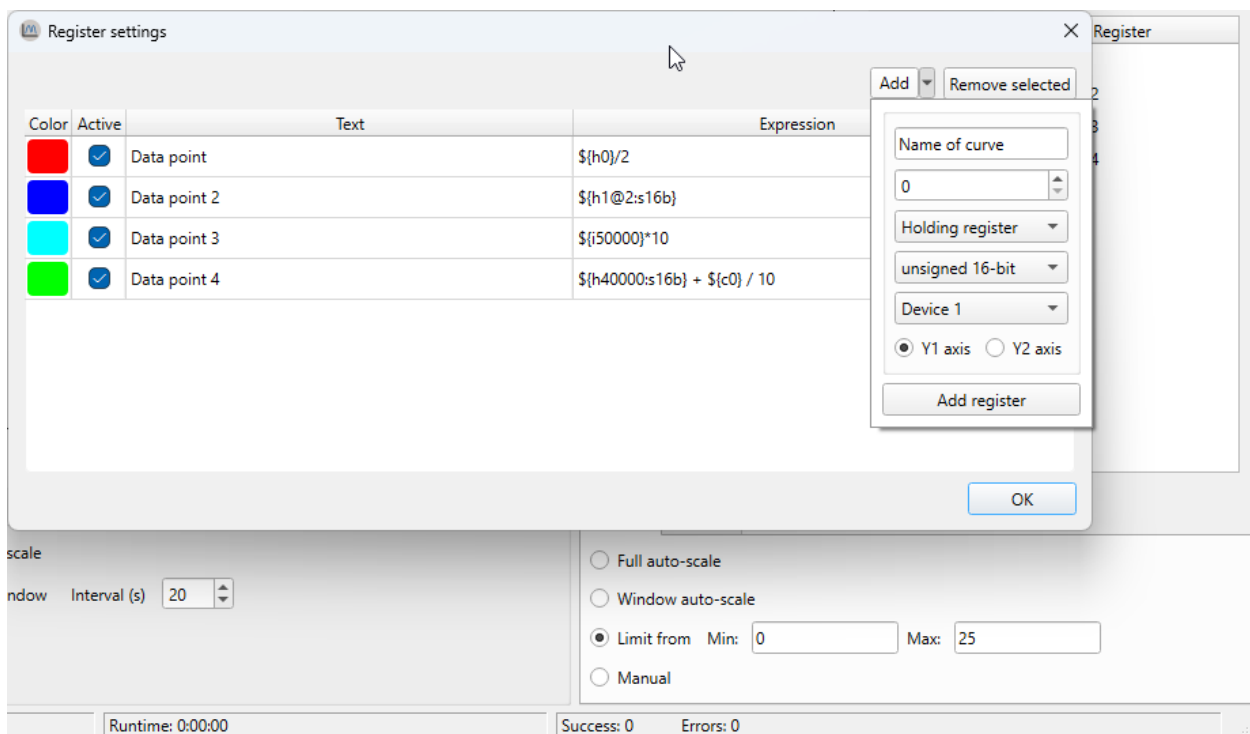 Register settings
Register
Add Remove selected
2
Color Active Text Expression
3
Name of curve
Data point ${h0}/2
4
0
Data point 2 ${h1@2:s16b}
Holding register
Data point 3 ${i50000}*10
unsigned 16-bit
Data point 4 ${h40000:s16b} + ${c0} / 10
Device 1
Y1 axis Y2 axis
Add register
OK
scale
Full auto-scale
ndow Interval (s) 20
Window auto-scale
Limit from Min: 0 Max: 25
Manual
Runtime: 0:00:00 Success: 0 Errors: 0